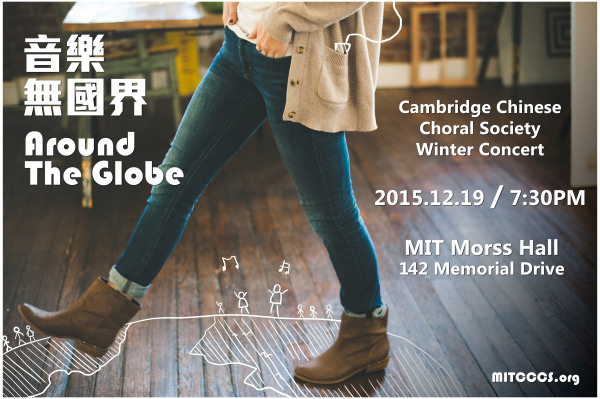 音樂
無國界
Around
The Globe
Cambridge Chinese
Choral Society
Winter Concert
2015.12.19 / 7:30PM
MIT Morss Hall
142 Memorial Drive
MITCCCS.org